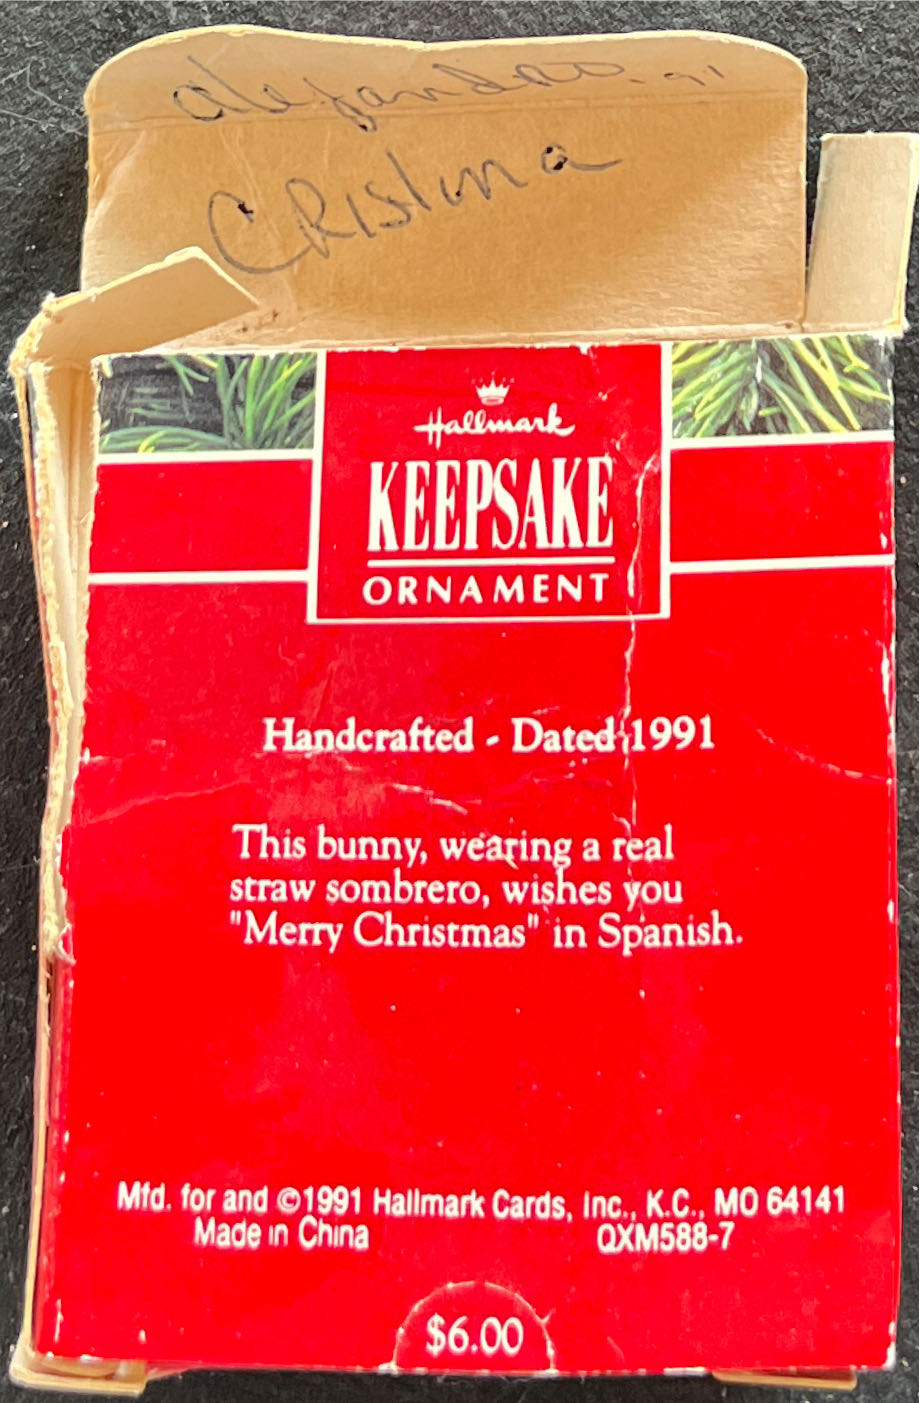 alejandro - 91
CRistina
Hallmark
KEEPSAKE
ORNAMENT
Handcrafted - Dated 1991
This bunny, wearing a real
straw sombrero, wishes you
"Merry Christmas" in Spanish.
Mfd. for and ©1991 Hallmark Cards, Inc., K.C., MO 64141
Made in China QXM588-7
$6.00